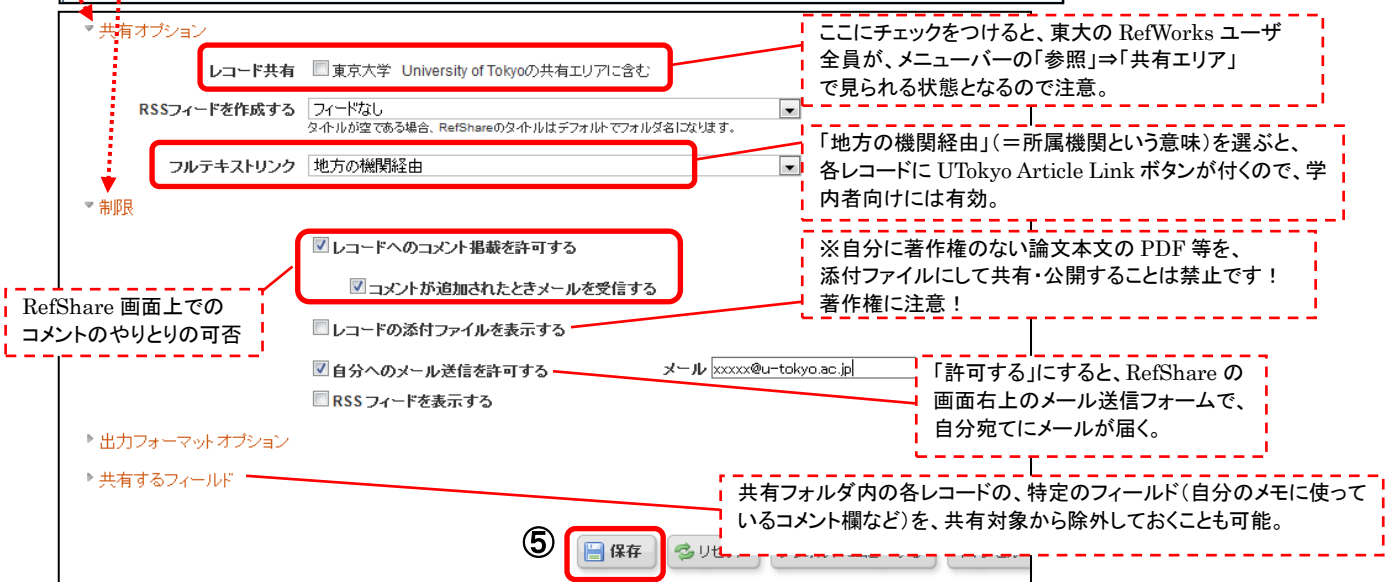 共有オプション
ここにチェックをつけると、東大の RefWorks ユーザ
全員が、メニューバーの「参照」⇒「共有エリア」
で見られる状態となるので注意。
レコード共有 東京大学 University of Tokyoの共有エリアに含む
RSSフィードを作成する フィードなし
タイトルが空である場合、RefShareのタイトルはデフォルトでフォルダ名になります。
フルテキストリンク 地方の機関経由
「地方の機関経由」(=所属機関という意味)を選ぶと、
各レコードに UTokyo Article Link ボタンが付くので、学
内者向けには有効。
制限
レコードへのコメント掲載を許可する
コメントが追加されたときメールを受信する
※自分に著作権のない論文本文の PDF 等を、
添付ファイルにして共有・公開することは禁止です!
著作権に注意!
RefShare 画面上での
コメントのやりとりの可否
レコードの添付ファイルを表示する
自分へのメール送信を許可する メール xxxxx@u-tokyo.ac.jp
RSS フィードを表示する
「許可する」にすると、RefShare の
画面右上のメール送信フォームで、
自分宛てにメールが届く。
出力フォーマットオプション
共有するフィールド
共有フォルダ内の各レコードの、特定のフィールド(自分のメモに使って
いるコメント欄など)を、共有対象から除外しておくことも可能。
⑤ 保存